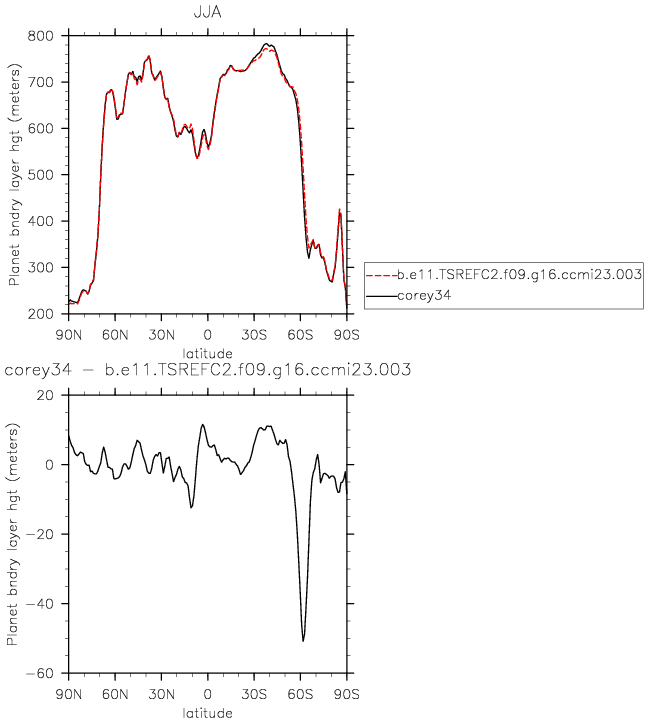 JJA
Planet bndry layer hgt (meters)
800
700
600
500
400
300
200
90N 60N 30N 0 30S 60S 90S
latitude
b.e11.TSREFC2.f09.g16.ccmi23.003
corey34
corey34 − b.e11.TSREFC2.f09.g16.ccmi23.003
Planet bndry layer hgt (meters)
20
0
−20
−40
−60
90N 60N 30N 0 30S 60S 90S
latitude